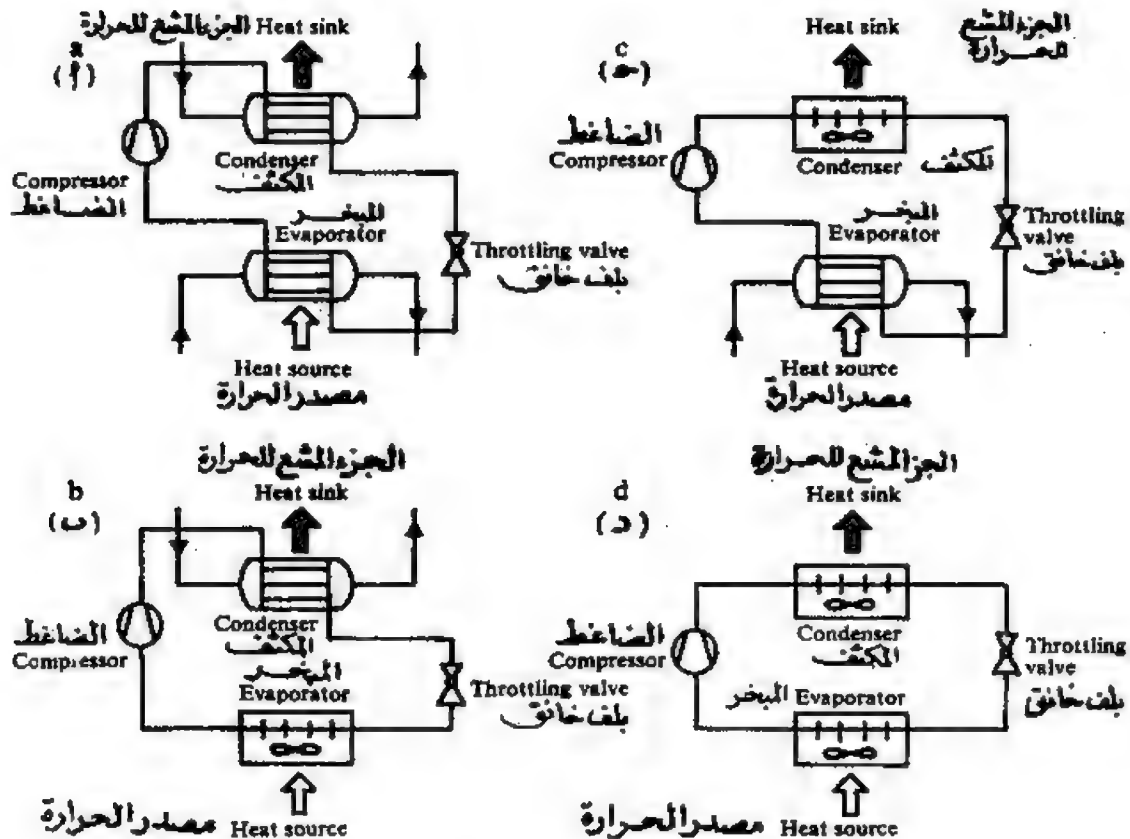 الجزء المشع للحرارة Heat sink
a
(أ)
Condenser
المكثف
Compressor
الضاغط
المبخر
Evaporator
Throttling valve
بلف خانق
Heat source
مصدر الحرارة
Heat sink
الجزء المشع
للحرارة
c
(جـ)
الضاغط
Compressor
Condenser
المكثف
المبخر
Evaporator
Throttling
valve
بلف خانق
Heat source
مصدر الحرارة
الجزء المشع للحرارة
Heat sink
b
(ب)
الضاغط
Compressor
Condenser
المكثف
المبخر
Evaporator
Throttling valve
بلف خانق
مصدر الحرارة Heat source
الجز المشع للحرارة
Heat sink
d
(د)
الضاغط
Compressor
Condenser
المكثف
المبخر Evaporator
Throttling
valve
بلف خانق
مصدر الحرارة Heat source